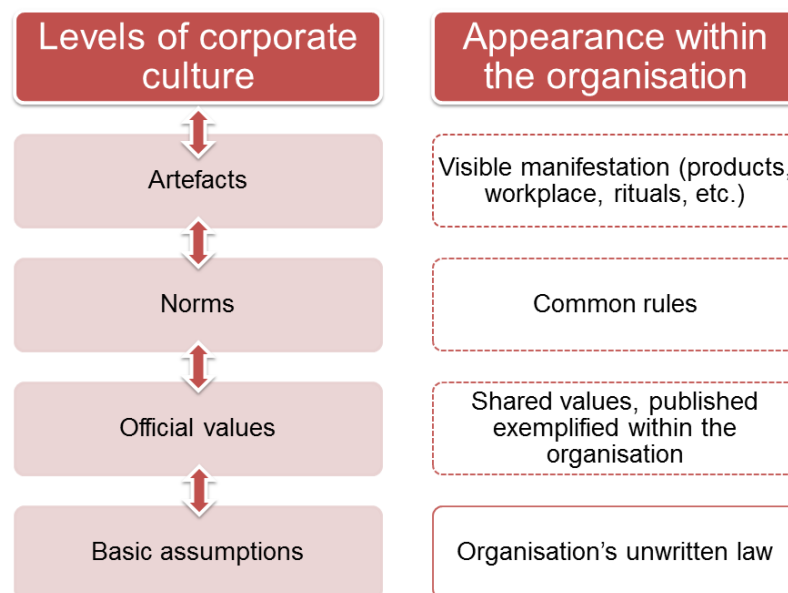 Levels of corporate
culture
Appearance within
the organisation
Artefacts
Visible manifestation (products,
workplace, rituals, etc.)
Norms
Common rules
Official values
Shared values, published
exemplified within the
organisation
Basic assumptions
Organisation’s unwritten law